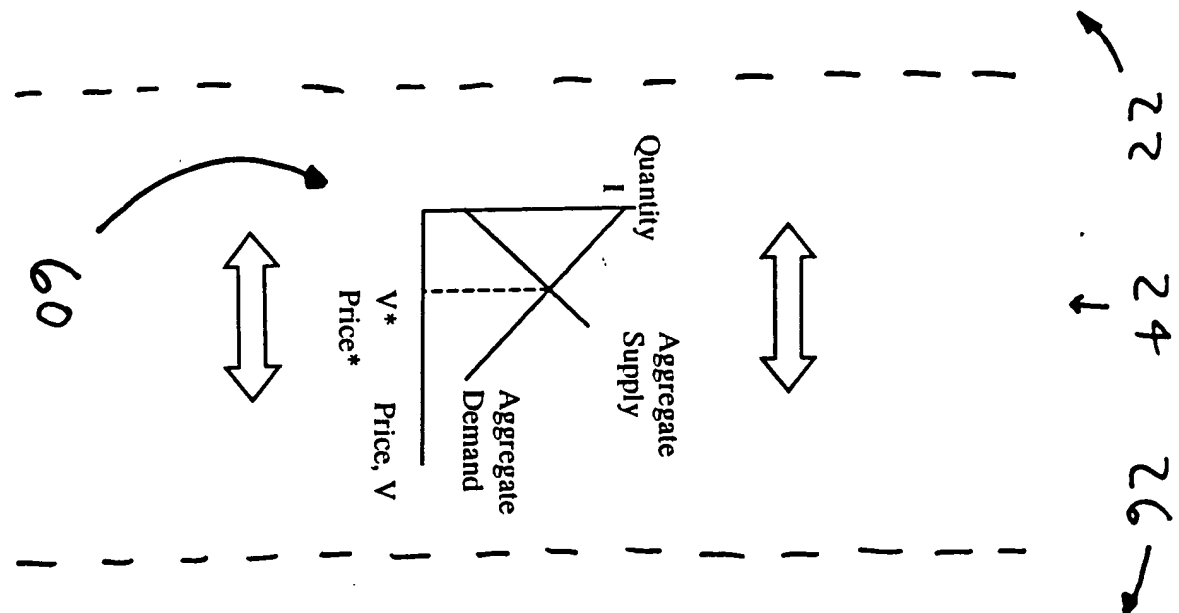 22
24
26
Quantity
I
Aggregate
Supply
Aggregate
Demand
V*
Price*
Price, V
60